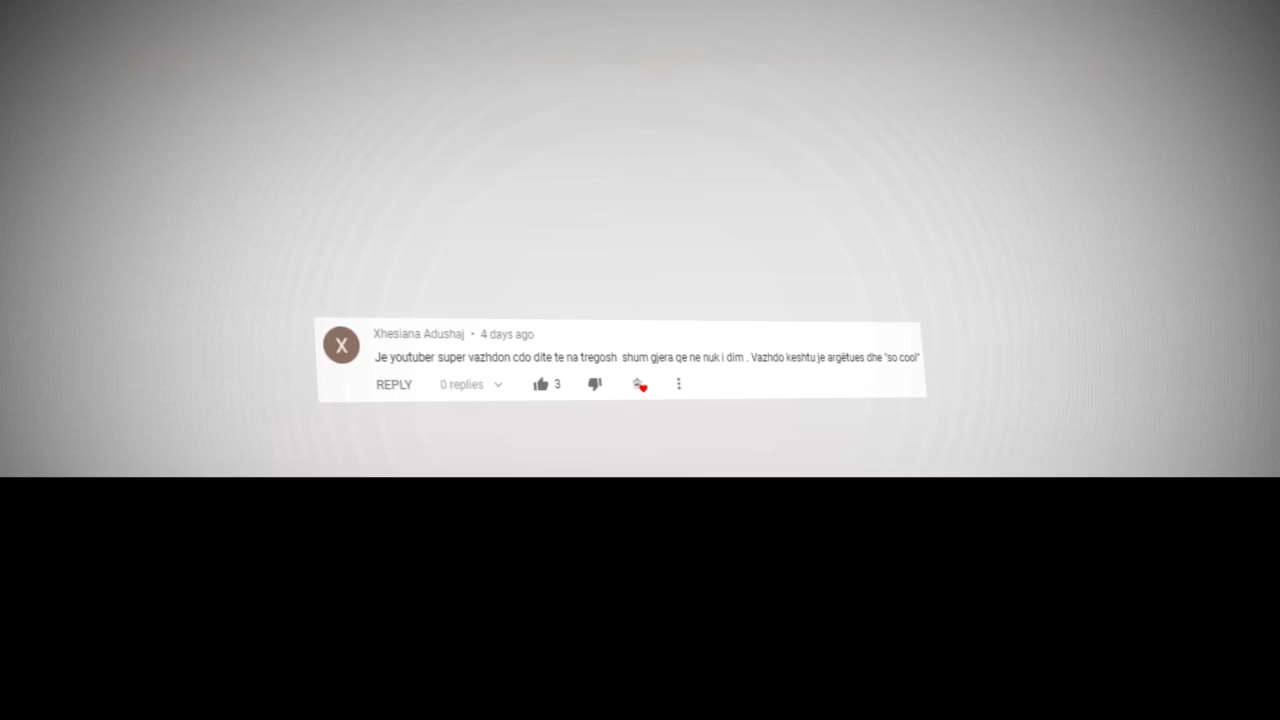 X
Xhesiana Adushaj • 4 days ago
Je youtuber super vazhdon cdo dite te na tregosh shum gjera qe ne nuk i dim . Vazhdo keshtu je argëtues dhe "so cool"
REPLY 0 replies 3